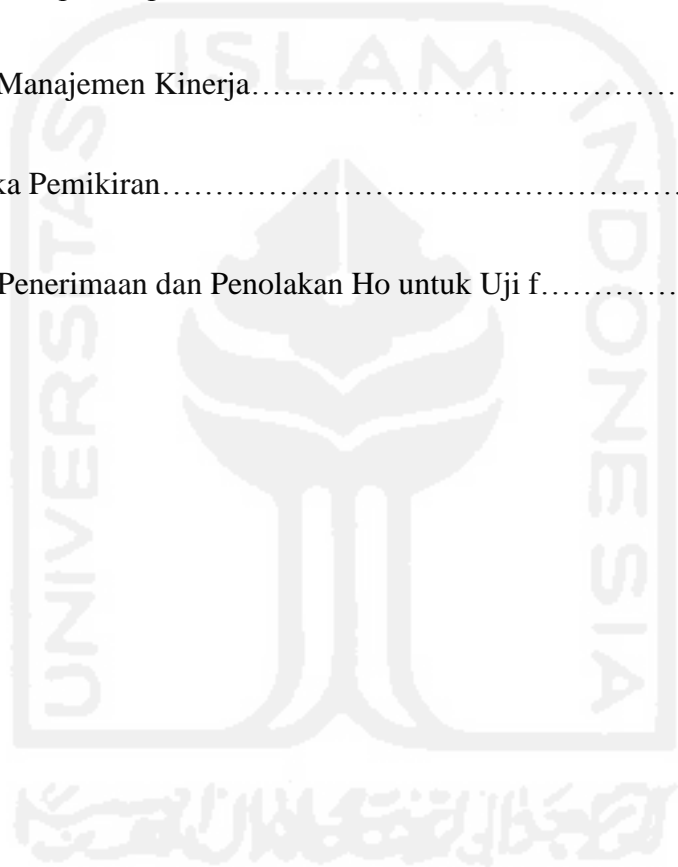 Manajemen Kinerja……………………………………
ka Pemikiran……………………………………………………
Penerimaan dan Penolakan Ho untuk Uji f……………
ISLAM
UNIVERSITAS
INDONESIA